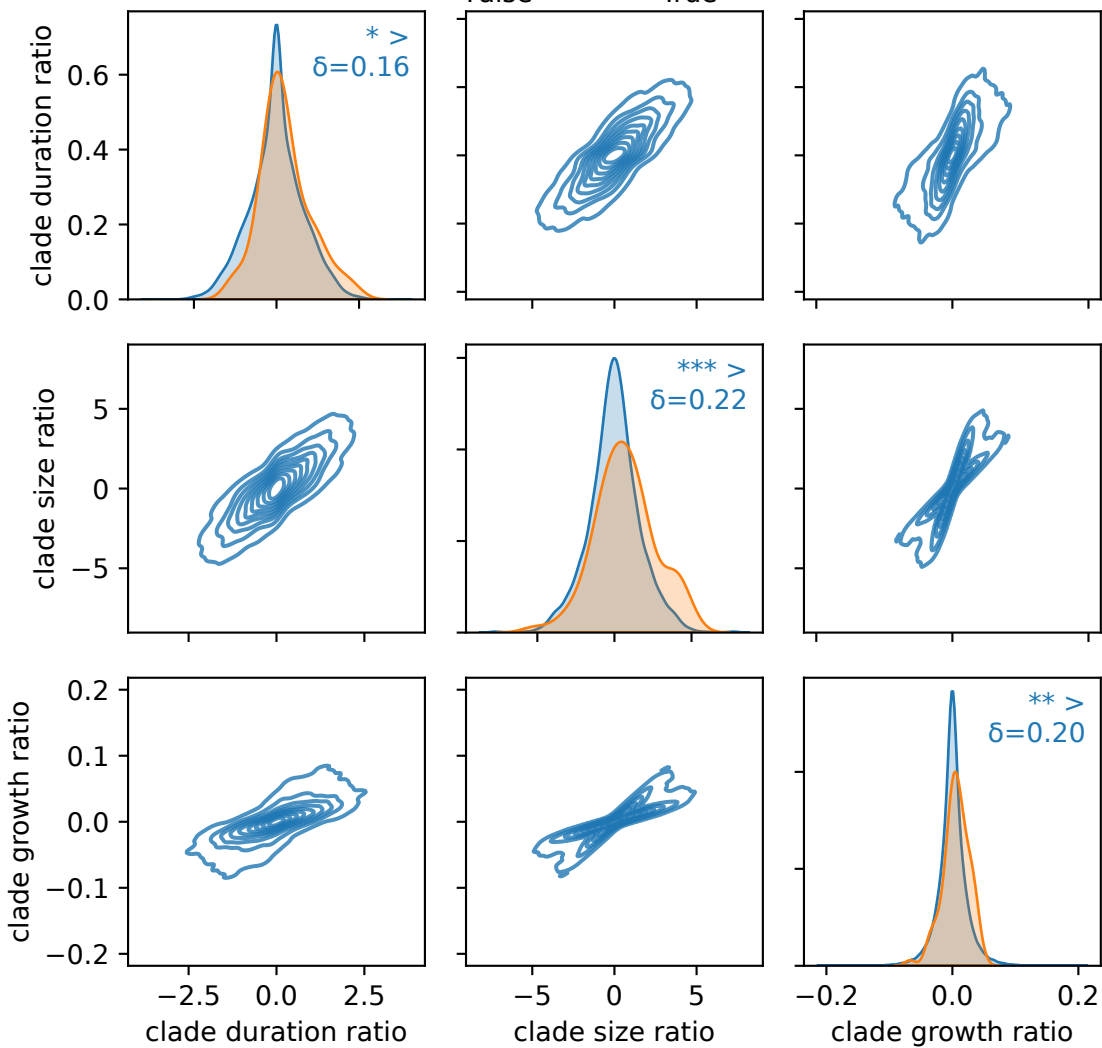 False True
clade duration ratio
0.6
0.4
0.2
0.0
* >
δ=0.16
clade size ratio
5
0
−5
*** >
δ=0.22
clade growth ratio
0.2
0.1
0.0
−0.1
−0.2
** >
δ=0.20
−2.5 0.0 2.5
−5 0 5
−0.2 0.0 0.2
clade duration ratio
clade size ratio
clade growth ratio